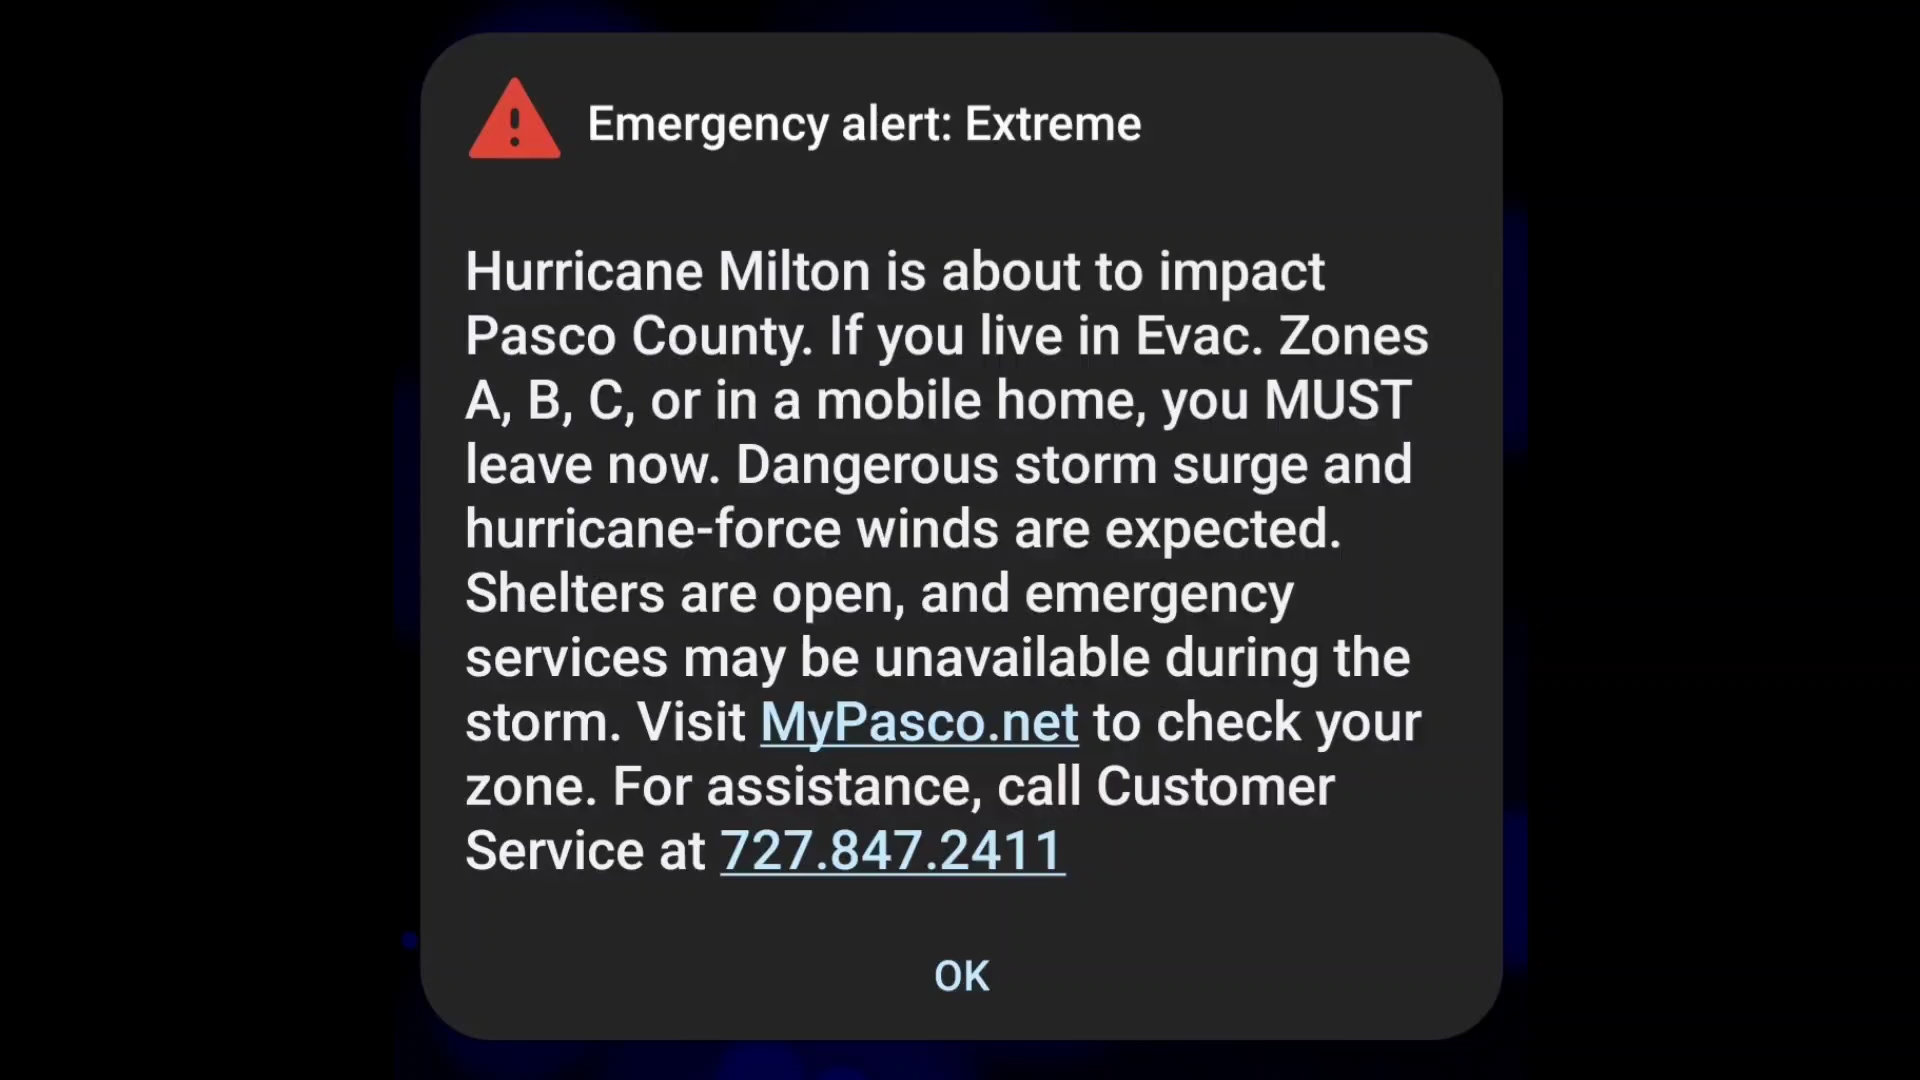 Emergency alert: Extreme
Hurricane Milton is about to impact
Pasco County. If you live in Evac. Zones
A, B, C, or in a mobile home, you MUST
leave now. Dangerous storm surge and
hurricane-force winds are expected.
Shelters are open, and emergency
services may be unavailable during the
storm. Visit MyPasco.net to check your
zone. For assistance, call Customer
Service at 727.847.2411
OK